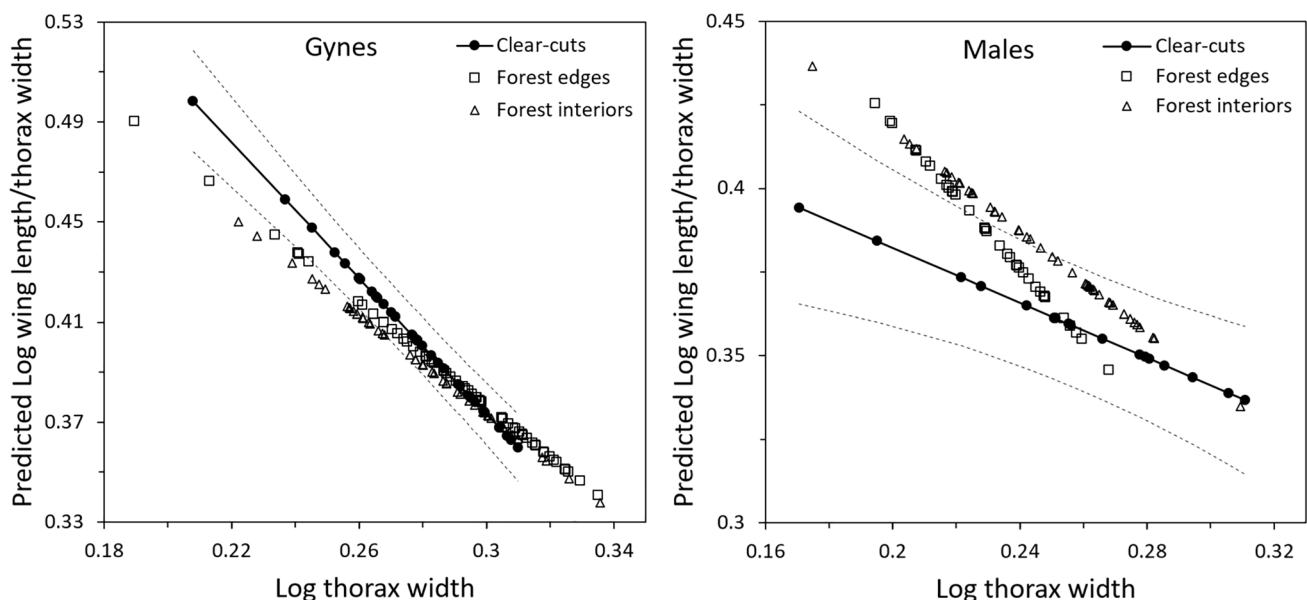 Gynes
Clear-cuts
Forest edges
Forest interiors
Predicted Log wing length/thorax width
0.53
0.49
0.45
0.41
0.37
0.33
0.18 0.22 0.26 0.3 0.34
Log thorax width
Males
Clear-cuts
Forest edges
Forest interiors
Predicted Log wing length/thorax width
0.45
0.4
0.35
0.3
0.16 0.2 0.24 0.28 0.32
Log thorax width